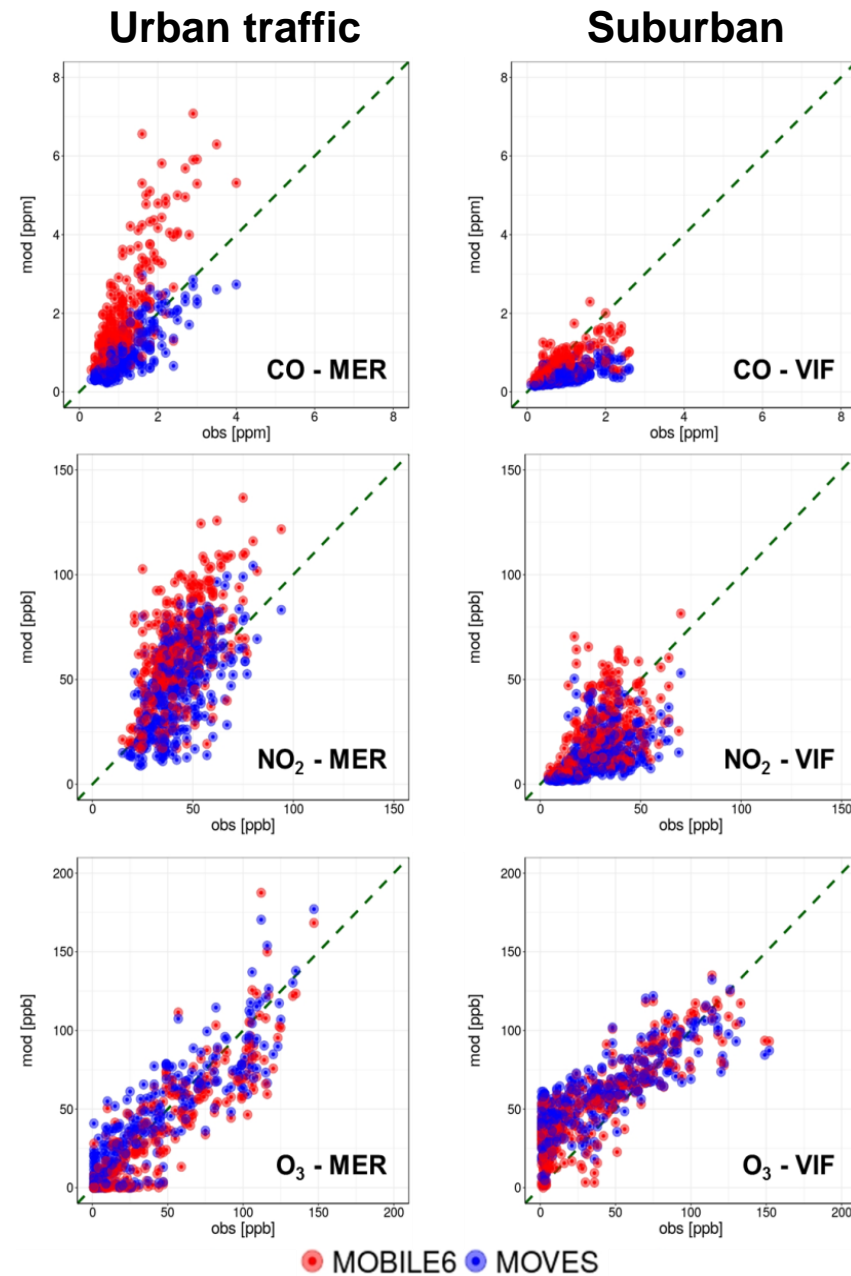 Urban traffic
Suburban
8
6
4
2
0
mod [ppm]
CO - MER
0 2 4 6 8
obs [ppm]
8
6
4
2
0
mod [ppm]
CO - VIF
0 2 4 6 8
obs [ppm]
150
100
50
0
mod [ppb]
NO2 - MER
0 50 100 150
obs [ppb]
150
100
50
0
mod [ppb]
NO2 - VIF
0 50 100 150
obs [ppb]
200
150
100
50
0
mod [ppb]
O3 - MER
0 50 100 150 200
obs [ppb]
200
150
100
50
0
mod [ppb]
O3 - VIF
0 50 100 150 200
obs [ppb]
MOBILE6 MOVES